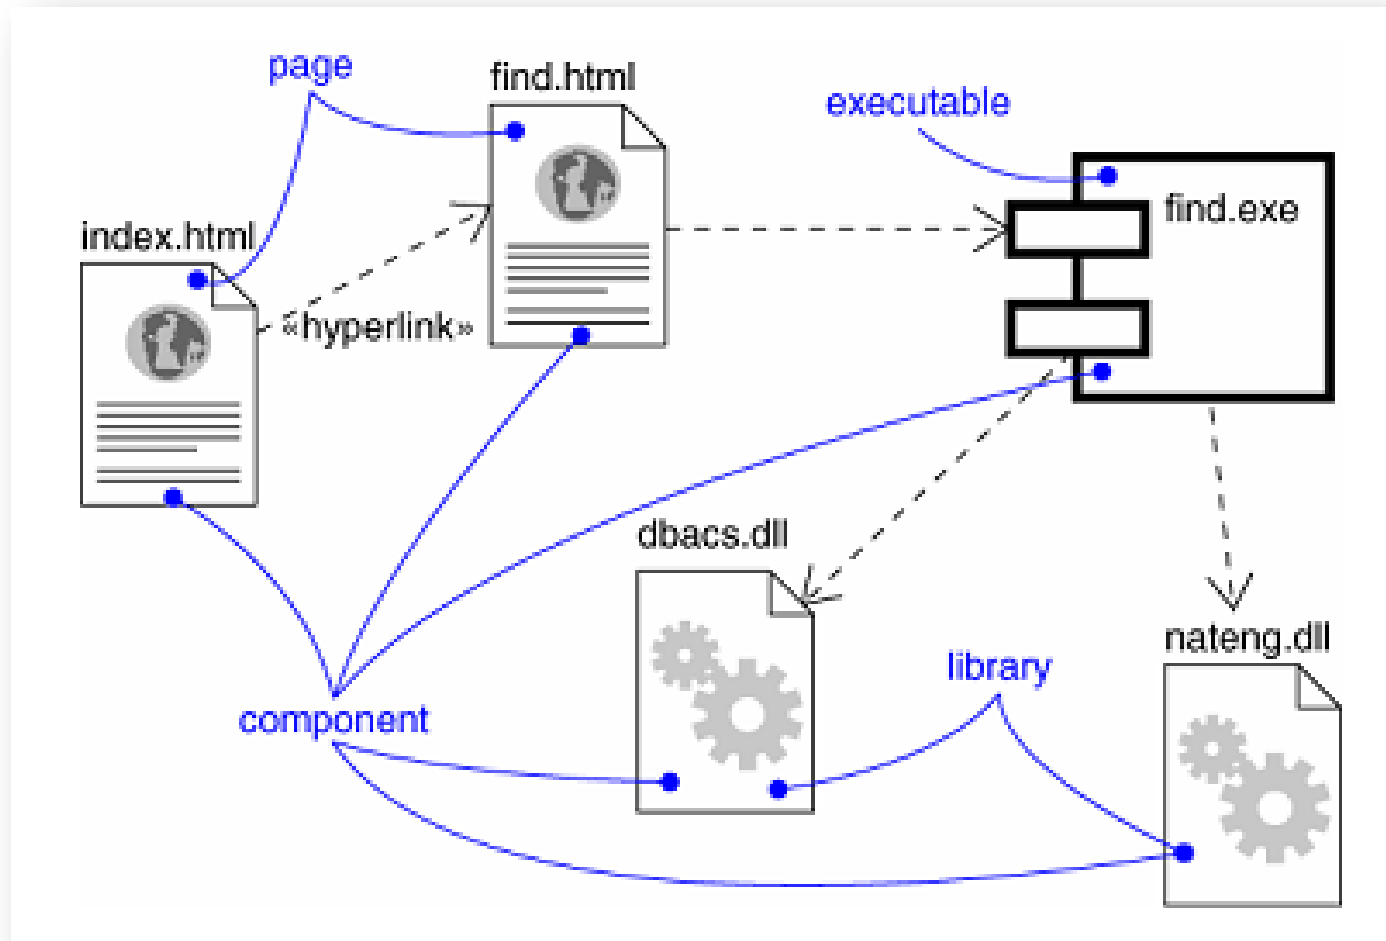 page
find.html
executable
find.exe
index.html
«hyperlink»
dbacs.dll
nateng.dll
library
component